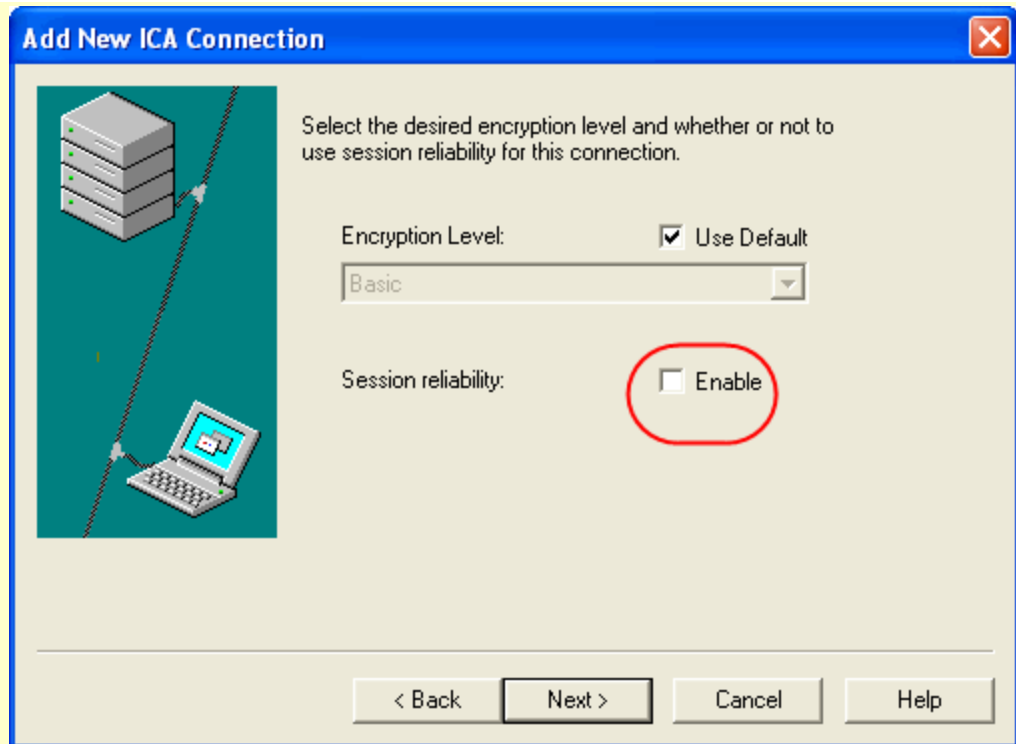 Add New ICA Connection
Select the desired encryption level and whether or not to
use session reliability for this connection.
Encryption Level:
Use Default
Basic
Session reliability:
Enable
< Back
Next >
Cancel
Help